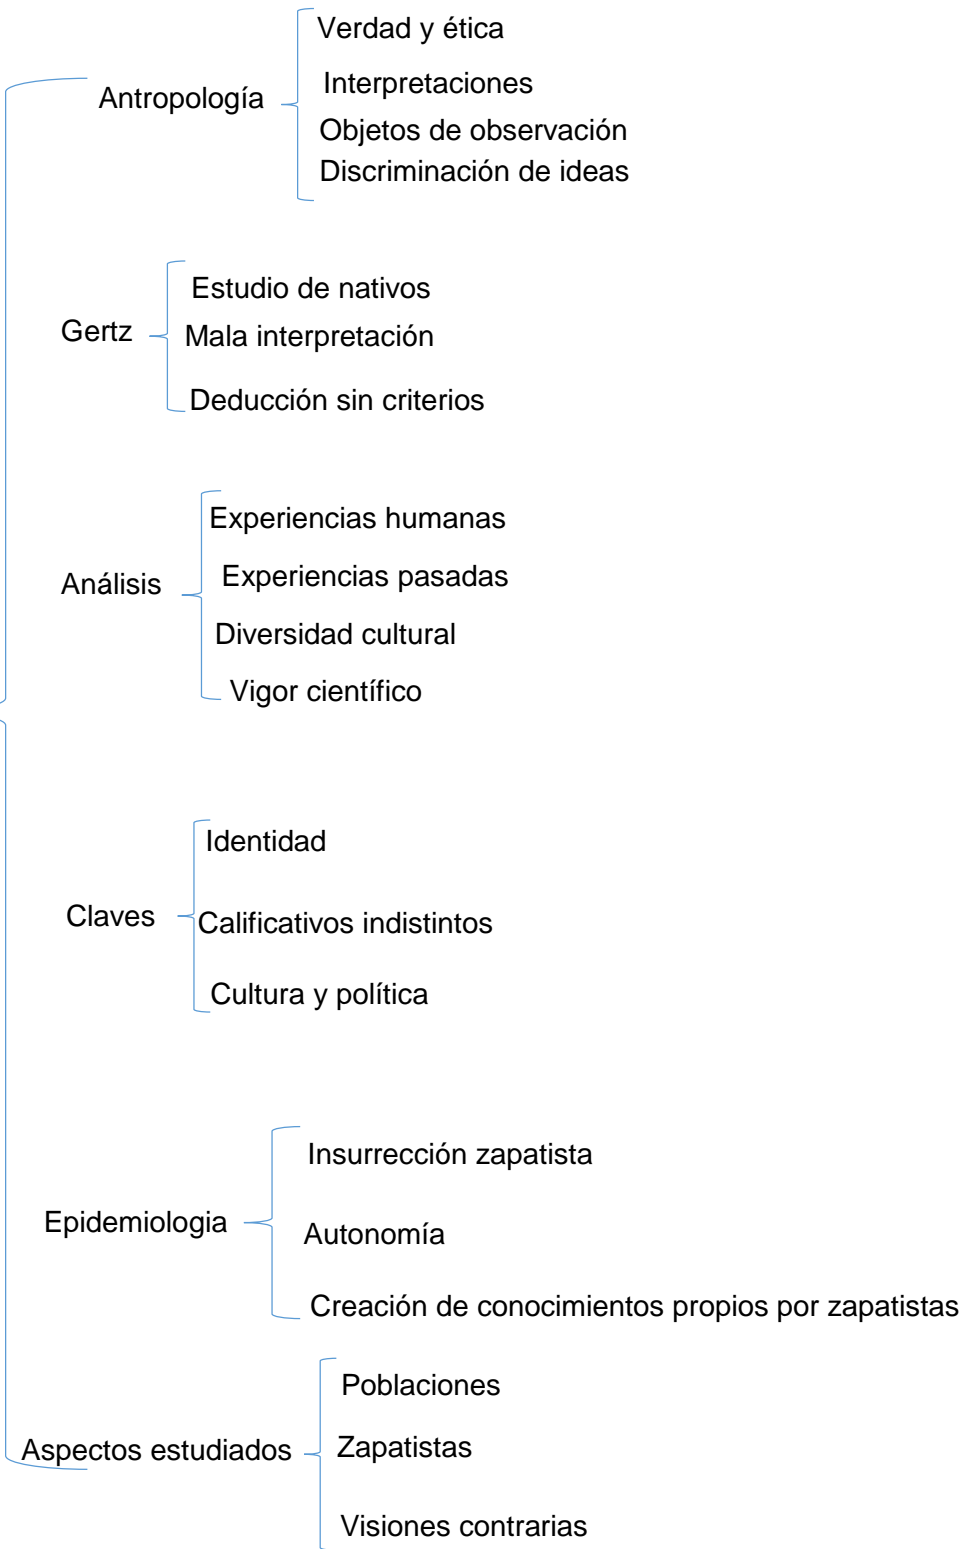 Antropología
Verdad y ética
Interpretaciones
Objetos de observación
Discriminación de ideas
Gertz
Estudio de nativos
Mala interpretación
Deducción sin criterios
Análisis
Experiencias humanas
Experiencias pasadas
Diversidad cultural
Vigor científico
Claves
Identidad
Calificativos indistintos
Cultura y política
Epidemiologia
Insurrección zapatista
Autonomía
Creación de conocimientos propios por zapatistas
Aspectos estudiados
Poblaciones
Zapatistas
Visiones contrarias